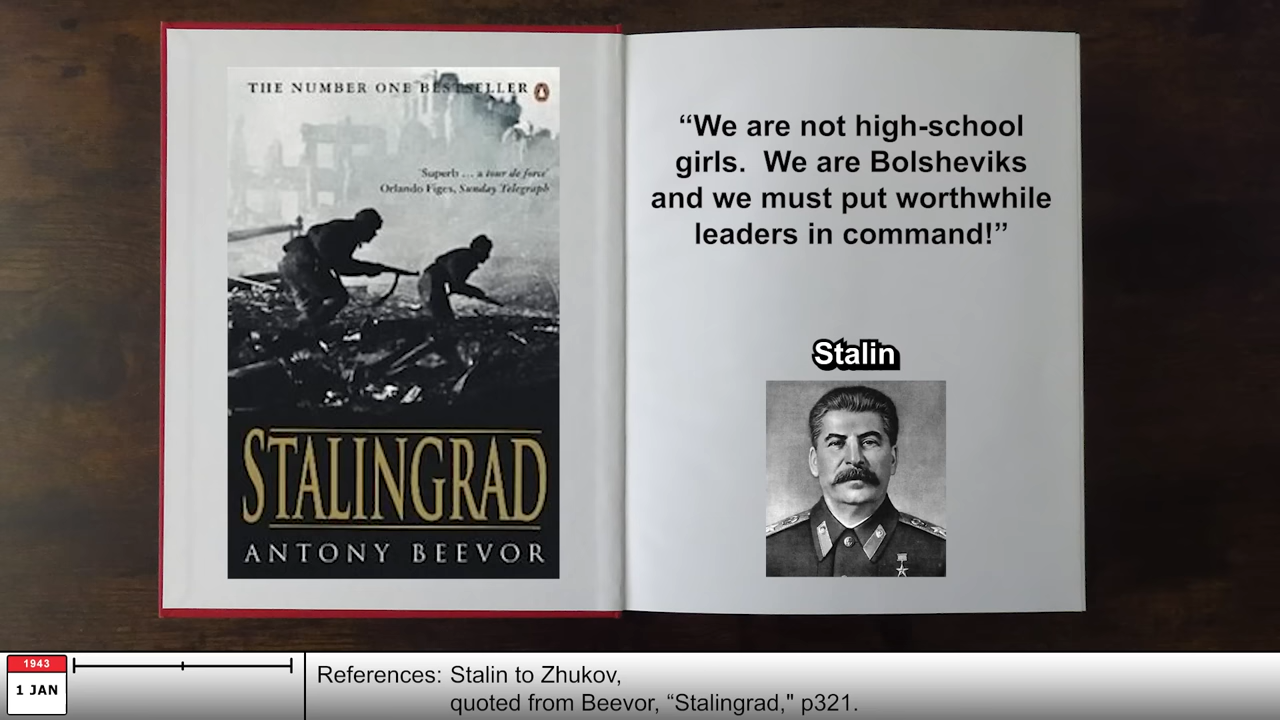 THE NUMBER ONE BESTSELLER
'Superb ... a tour de force'
Orlando Figes, Sunday Telegraph
STALINGRAD
ANTONY BEEVOR
“We are not high-school
girls.  We are Bolsheviks
and we must put worthwhile
leaders in command!”
Stalin
1943
1 JAN
References: Stalin to Zhukov,
quoted from Beevor, “Stalingrad," p321.